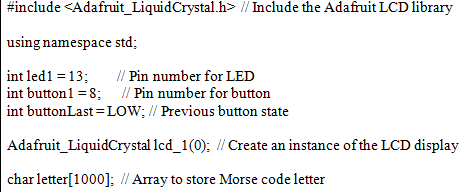 #include <Adafruit_LiquidCrystal.h> // Include the Adafruit LCD library
using namespace std;
int led1 = 13; // Pin number for LED
int button1 = 8; // Pin number for button
int buttonLast = LOW; // Previous button state
Adafruit_LiquidCrystal lcd_1(0); // Create an instance of the LCD display
char letter[1000]; // Array to store Morse code letter